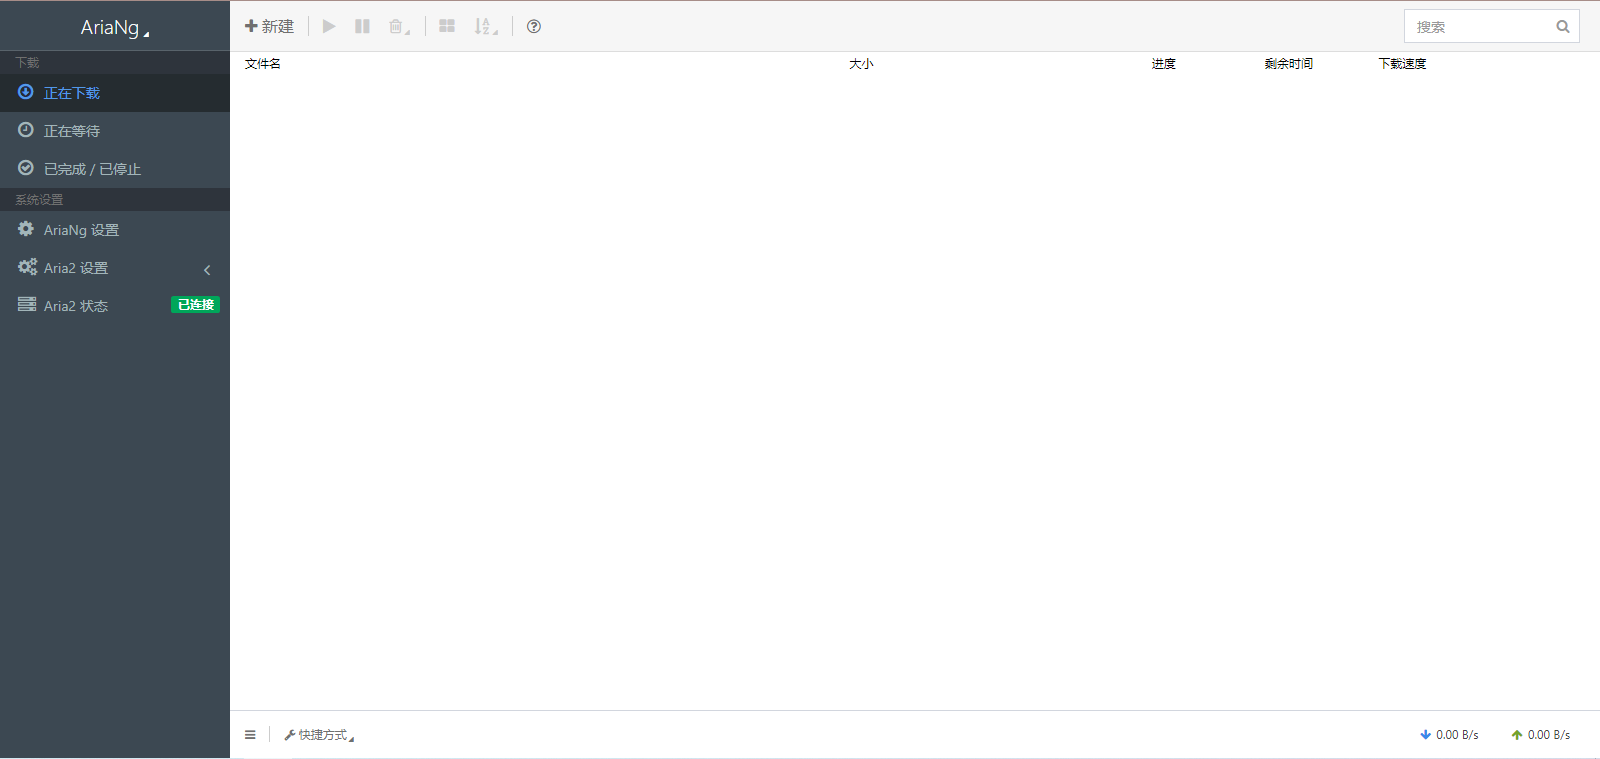 AriaNg
新建
搜索
下载
文件名 大小 进度 剩余时间 下载速度
正在下载
正在等待
已完成 / 已停止
系统设置
AriaNg 设置
Aria2 设置
Aria2 状态 已连接
快捷方式 0.00 B/s 0.00 B/s